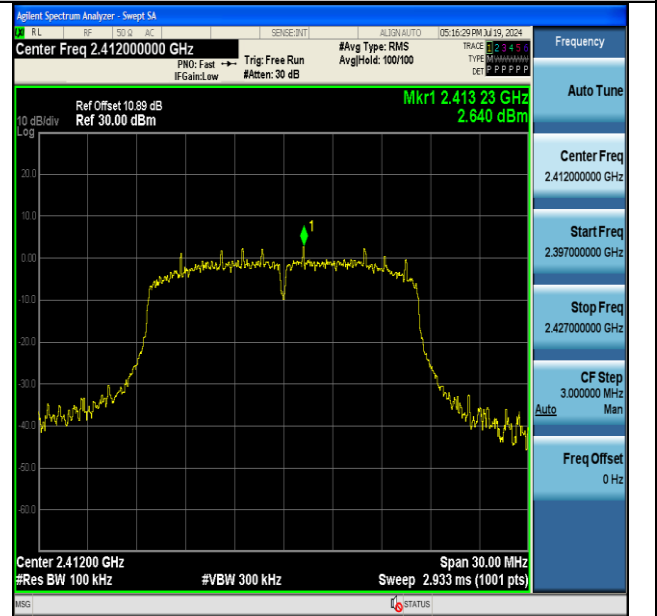 Agilent Spectrum Analyzer - Swept SA
RL RF 50 Ω AC SENSE:INT ALIGN AUTO 05:16:29 PM Jul 19, 2024
Center Freq 2.412000000 GHz
PNO: Fast
IFGain:Low
Trig: Free Run
#Atten: 30 dB
#Avg Type: RMS
Avg|Hold: 100/100
TRACE 1 2 3 4 5 6
TYPE M
DET P P P P P P
Ref Offset 10.89 dB
Ref 30.00 dBm
10 dB/div
Log
Mkr1 2.413 23 GHz
2.640 dBm
1
20.0
10.0
0.00
-10.0
-20.0
-30.0
-40.0
-50.0
-60.0
Center 2.41200 GHz
Span 30.00 MHz
#Res BW 100 kHz
#VBW 300 kHz
Sweep 2.933 ms (1001 pts)
MSG
STATUS
Frequency
Auto Tune
Center Freq
2.412000000 GHz
Start Freq
2.397000000 GHz
Stop Freq
2.427000000 GHz
CF Step
3.000000 MHz
Auto Man
Freq Offset
0 Hz